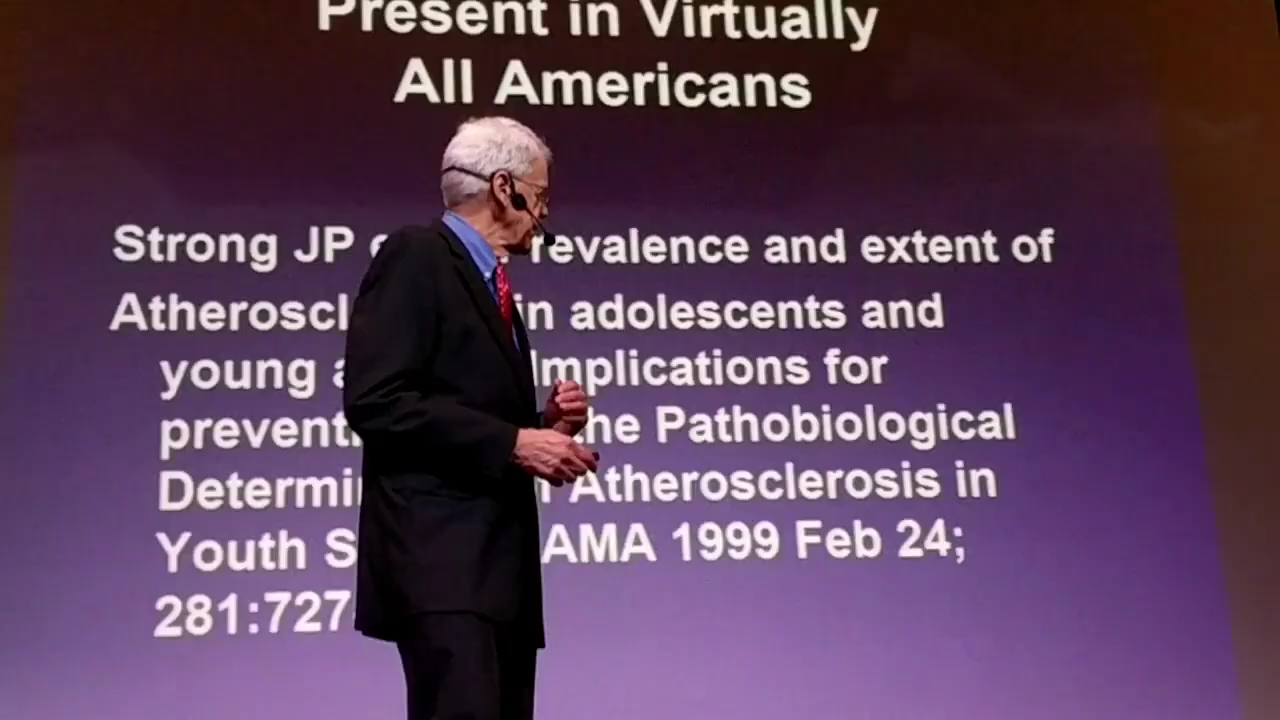 Present in Virtually
All Americans
Strong JP revalence and extent of
Atheroscl in adolescents and
young Implications for
preventi the Pathobiological
Determi Atherosclerosis in
Youth S AMA 1999 Feb 24;
281:727